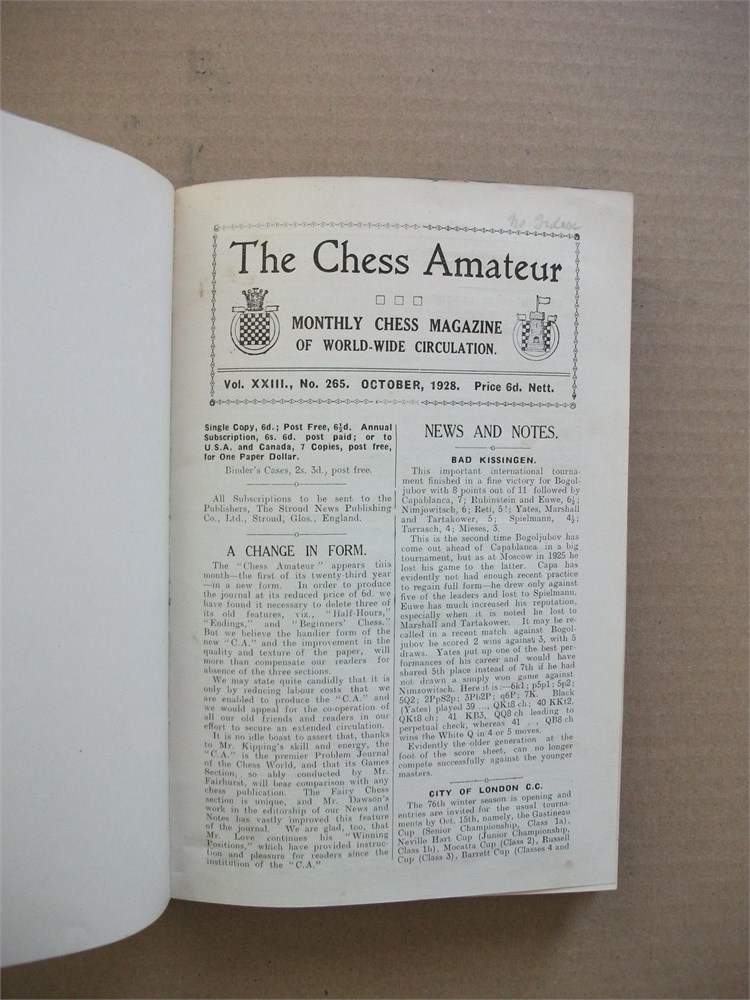 No Index
The Chess Amateur
MONTHLY CHESS MAGAZINE
OF WORLD-WIDE CIRCULATION.
Vol. XXIII., No. 265. OCTOBER, 1928. Price 6d. Nett.
Single Copy, 6d.; Post Free, 6½d. Annual
Subscription, 6s. 6d. post paid; or to
U.S.A. and Canada, 7 Copies, post free,
for One Paper Dollar.
Binder's Cases, 2s. 3d., post free.
All Subscriptions to be sent to the
Publishers, The Stroud News Publishing
Co., Ltd., Stroud, Glos., England.
A CHANGE IN FORM.
The "Chess Amateur" appears this
month—the first of its twenty-third year
—in a new form. In order to produce
the journal at its reduced price of 6d. we
have found it necessary to delete three of
its old features, viz., "Half-Hours,"
"Endings," and "Beginners' Chess."
But we believe the handier form of the
new "C.A." and the improvement in the
quality and texture of the paper, will
more than compensate our readers for
absence of the three sections.
We may state quite candidly that it is
only by reducing labour costs that we
are enabled to produce the "C.A." and
we would appeal for the co-operation of
all our old friends and readers in our
effort to secure an extended circulation.
It is no idle boast to assert that, thanks
to Mr. Kipping's skill and energy, the
"C.A." is the premier Problem Journal
of the Chess World, and that its Games
Section, so ably conducted by Mr.
Fairhurst, will bear comparison with any
chess publication. The Fairy Chess
section is unique, and Mr. Dawson's
work in the editorship of our News and
Notes has vastly improved this feature
of the journal. We are glad, too, that
Mr. Love continues his "Winning
Positions," which have provided instruc-
tion and pleasure for readers since the
institution of the "C.A."
NEWS AND NOTES.
BAD KISSINGEN.
This important international tourna-
ment finished in a fine victory for Bogol-
jubov with 8 points out of 11 followed by
Capablanca, 7; Rubinstein and Euwe, 6½;
Nimjowitsch, 6; Reti, 5½; Yates, Marshall
and Tartakower, 5; Spielmann, 4½;
Tarrasch, 4; Mieses, 3.
This is the second time Bogoljubov has
come out ahead of Capablanca in a big
tournament, but as at Moscow in 1925 he
lost his game to the latter. Capa has
evidently not had enough recent practice
to regain full form—he drew only against
five of the leaders and lost to Spielmann.
Euwe has much increased his reputation,
especially when it is noted he lost to
Marshall and Tartakower. It may be re-
called in a recent match against Bogol-
jubov he scored 2 wins against 3, with 5
draws. Yates put up one of the best per-
formances of his career and would have
shared 5th place instead of 7th if he had
not drawn a simply won game against
Nimzowitsch. Here it is:—6k1; p5p1; 5p2;
5Q2; 2PpS2p; 3Pb2P; q6P; 7K. Black
(Yates) played 39 ..., QKt8 ch; 40 KKt2,
QKt8 ch; 41 KB3, QQ8 ch leading to
perpetual check, whereas 41 ..., QB8 ch
wins the White Q in 4 or 5 moves.
Evidently the older generation at the
foot of the score sheet, can no longer
compete successfully against the younger
masters.
CITY OF LONDON C.C.
The 76th winter season is opening and
entries are invited for the usual tourna-
ments by Oct. 15th, namely, the Gastineau
Cup (Senior Championship, Class 1a),
Neville Hart Cup (Junior Championship,
Class 1b), Mocatta Cup (Class 2), Russell
Cup (Class 3), Barrett Cup (Classes 4 and